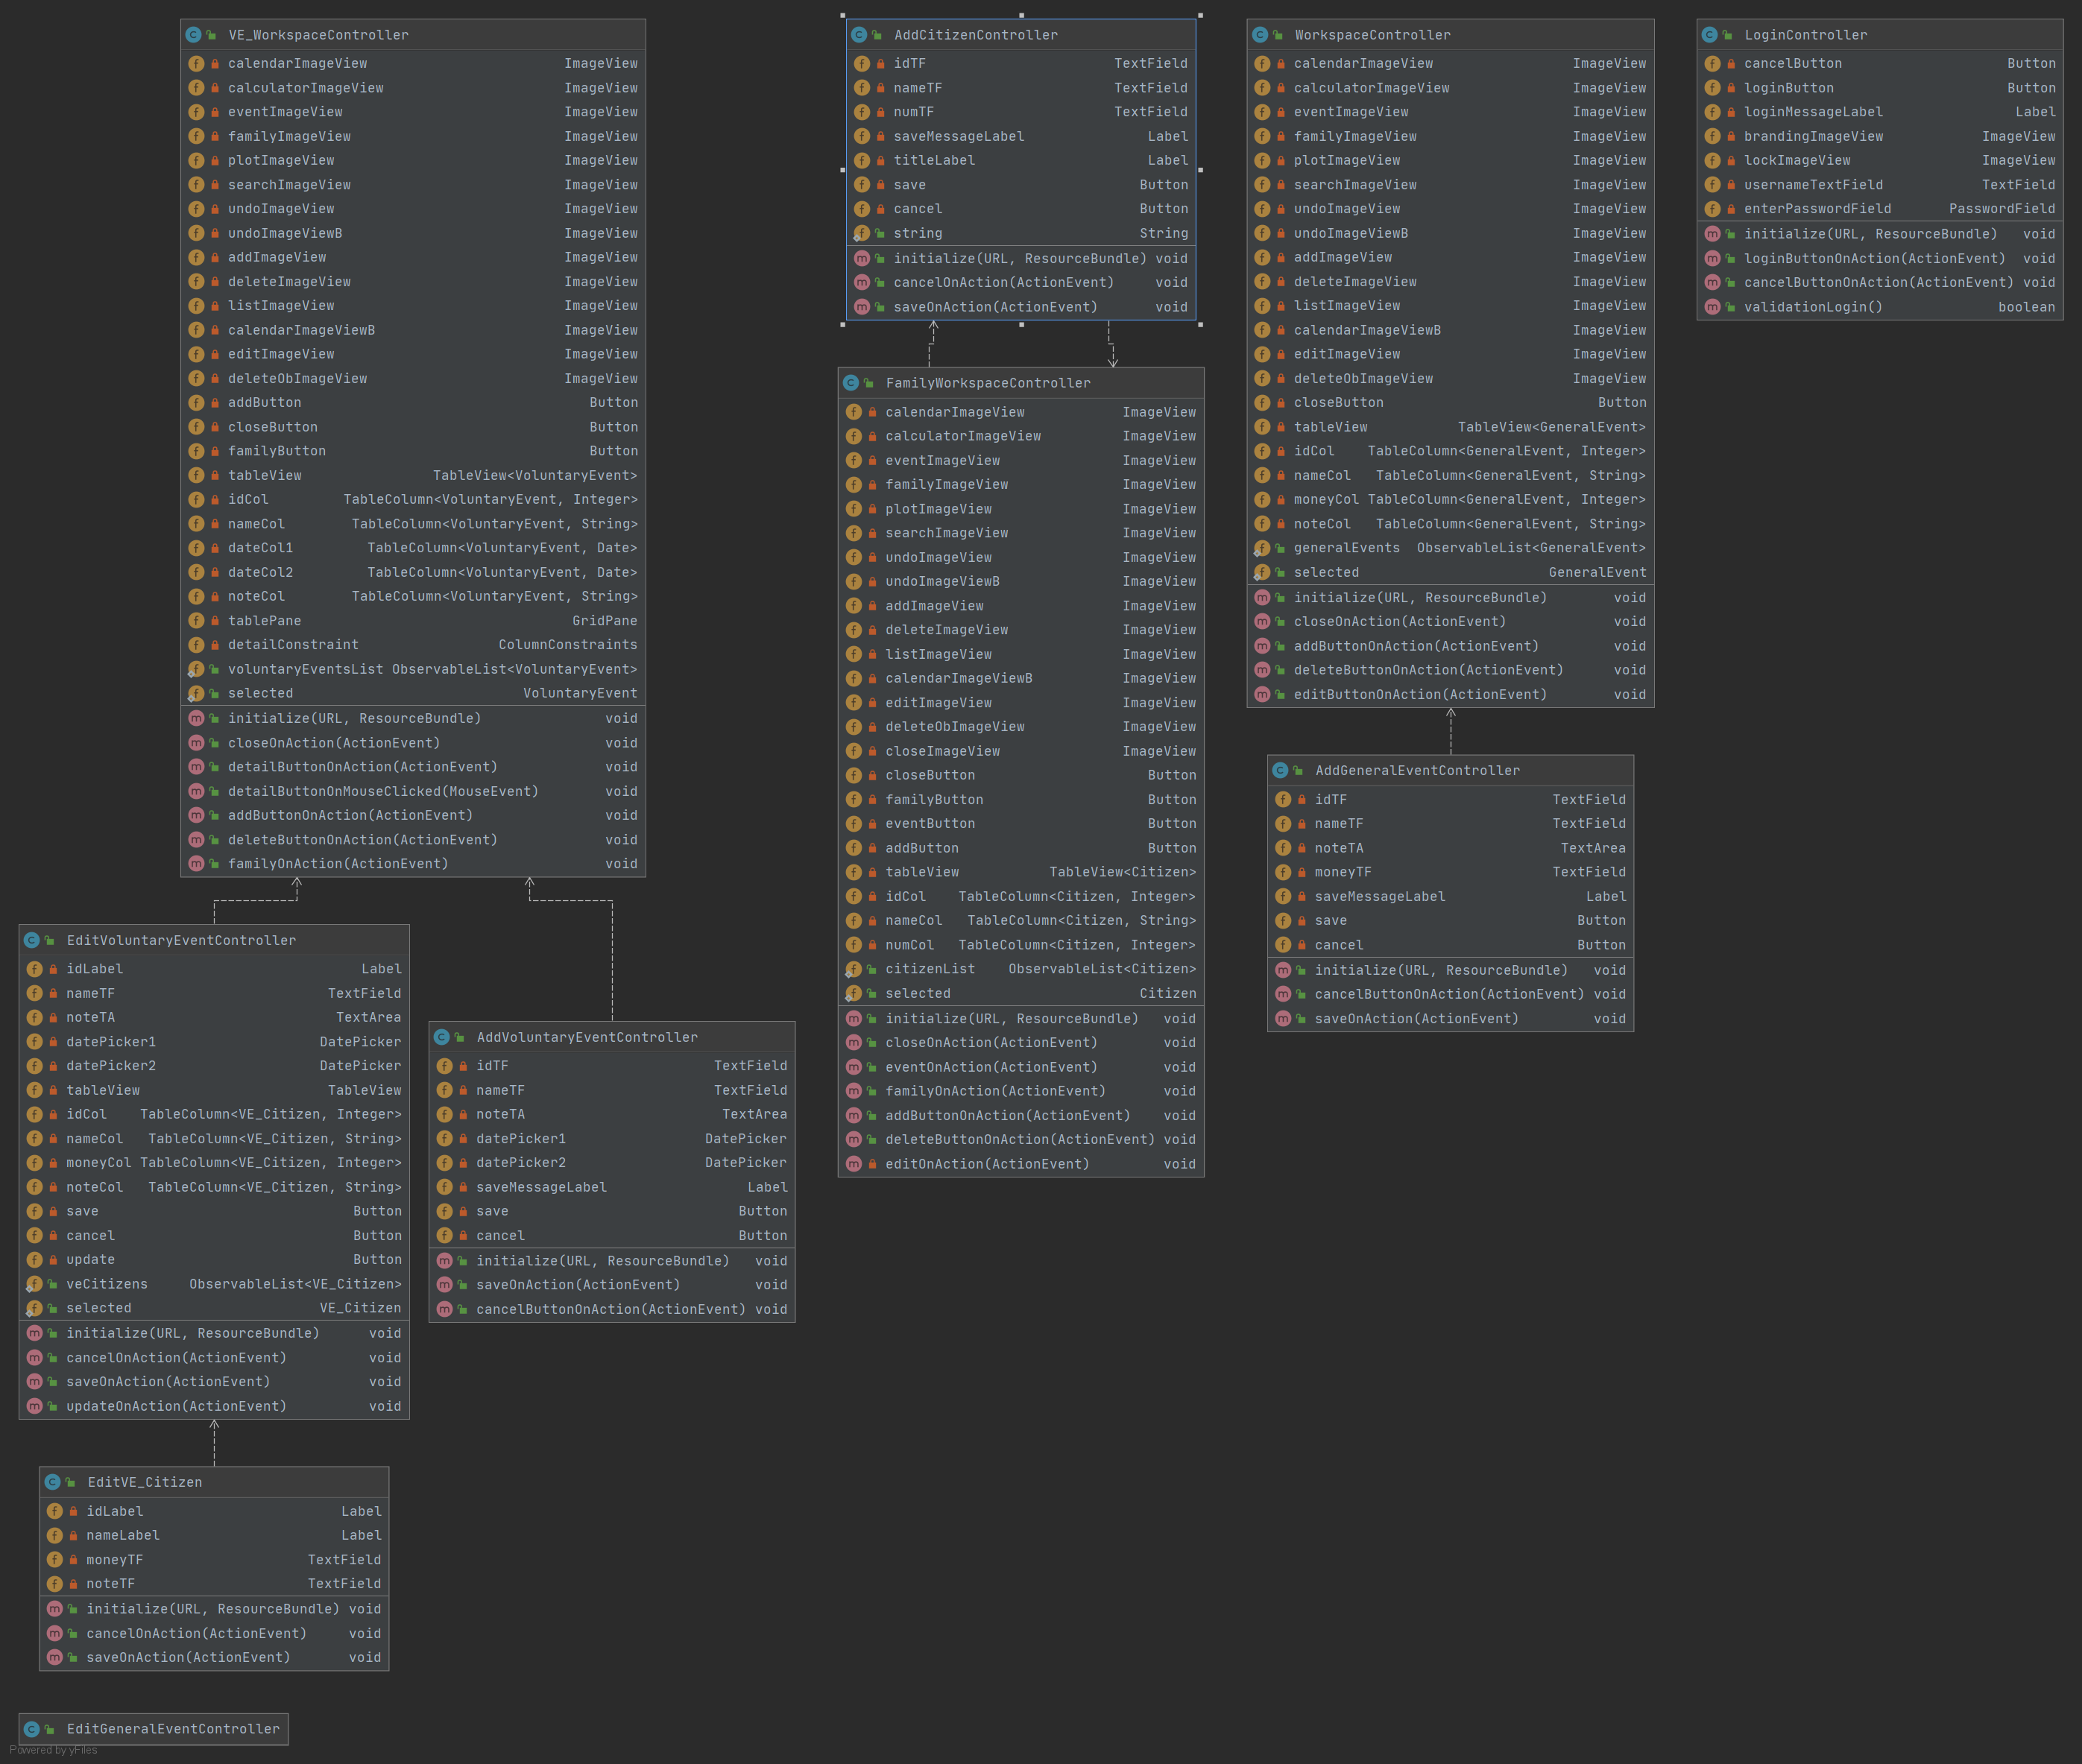 VE_WorkspaceController
calendarImageView ImageView
calculatorImageView ImageView
eventImageView ImageView
familyImageView ImageView
plotImageView ImageView
searchImageView ImageView
undoImageView ImageView
undoImageViewB ImageView
addImageView ImageView
deleteImageView ImageView
listImageView ImageView
calendarImageViewB ImageView
editImageView ImageView
deleteObImageView ImageView
addButton Button
closeButton Button
familyButton Button
tableView TableView<VoluntaryEvent>
idCol TableColumn<VoluntaryEvent, Integer>
nameCol TableColumn<VoluntaryEvent, String>
dateCol1 TableColumn<VoluntaryEvent, Date>
dateCol2 TableColumn<VoluntaryEvent, Date>
noteCol TableColumn<VoluntaryEvent, String>
tablePane GridPane
detailConstraint ColumnConstraints
voluntaryEventsList ObservableList<VoluntaryEvent>
selected VoluntaryEvent
initialize(URL, ResourceBundle) void
closeOnAction(ActionEvent) void
detailButtonOnAction(ActionEvent) void
detailButtonOnMouseClicked(MouseEvent) void
addButtonOnAction(ActionEvent) void
deleteButtonOnAction(ActionEvent) void
familyOnAction(ActionEvent) void
AddCitizenController
idTF TextField
nameTF TextField
numTF TextField
saveMessageLabel Label
titleLabel Label
save Button
cancel Button
string String
initialize(URL, ResourceBundle) void
cancelOnAction(ActionEvent) void
saveOnAction(ActionEvent) void
WorkspaceController
calendarImageView ImageView
calculatorImageView ImageView
eventImageView ImageView
familyImageView ImageView
plotImageView ImageView
searchImageView ImageView
undoImageView ImageView
undoImageViewB ImageView
addImageView ImageView
deleteImageView ImageView
listImageView ImageView
calendarImageViewB ImageView
editImageView ImageView
deleteObImageView ImageView
closeButton Button
tableView TableView<GeneralEvent>
idCol TableColumn<GeneralEvent, Integer>
nameCol TableColumn<GeneralEvent, String>
moneyCol TableColumn<GeneralEvent, Integer>
noteCol TableColumn<GeneralEvent, String>
generalEvents ObservableList<GeneralEvent>
selected GeneralEvent
initialize(URL, ResourceBundle) void
closeOnAction(ActionEvent) void
addButtonOnAction(ActionEvent) void
deleteButtonOnAction(ActionEvent) void
editButtonOnAction(ActionEvent) void
LoginController
cancelButton Button
loginButton Button
loginMessageLabel Label
brandingImageView ImageView
lockImageView ImageView
usernameTextField TextField
enterPasswordField PasswordField
initialize(URL, ResourceBundle) void
loginButtonOnAction(ActionEvent) void
cancelButtonOnAction(ActionEvent) void
validationLogin() boolean
FamilyWorkspaceController
calendarImageView ImageView
calculatorImageView ImageView
eventImageView ImageView
familyImageView ImageView
plotImageView ImageView
searchImageView ImageView
undoImageView ImageView
undoImageViewB ImageView
addImageView ImageView
deleteImageView ImageView
listImageView ImageView
calendarImageViewB ImageView
editImageView ImageView
deleteObImageView ImageView
closeImageView ImageView
closeButton Button
familyButton Button
eventButton Button
addButton Button
tableView TableView<Citizen>
idCol TableColumn<Citizen, Integer>
nameCol TableColumn<Citizen, String>
numCol TableColumn<Citizen, Integer>
citizenList ObservableList<Citizen>
selected Citizen
initialize(URL, ResourceBundle) void
closeOnAction(ActionEvent) void
eventOnAction(ActionEvent) void
familyOnAction(ActionEvent) void
addButtonOnAction(ActionEvent) void
deleteButtonOnAction(ActionEvent) void
editOnAction(ActionEvent) void
AddGeneralEventController
idTF TextField
nameTF TextField
noteTA TextArea
moneyTF TextField
saveMessageLabel Label
save Button
cancel Button
initialize(URL, ResourceBundle) void
cancelButtonOnAction(ActionEvent) void
saveOnAction(ActionEvent) void
EditVoluntaryEventController
idLabel Label
nameTF TextField
noteTA TextArea
datePicker1 DatePicker
datePicker2 DatePicker
tableView TableView
idCol TableColumn<VE_Citizen, Integer>
nameCol TableColumn<VE_Citizen, String>
moneyCol TableColumn<VE_Citizen, Integer>
noteCol TableColumn<VE_Citizen, String>
save Button
cancel Button
update Button
veCitizens ObservableList<VE_Citizen>
selected VE_Citizen
initialize(URL, ResourceBundle) void
cancelOnAction(ActionEvent) void
saveOnAction(ActionEvent) void
updateOnAction(ActionEvent) void
AddVoluntaryEventController
idTF TextField
nameTF TextField
noteTA TextArea
datePicker1 DatePicker
datePicker2 DatePicker
saveMessageLabel Label
save Button
cancel Button
initialize(URL, ResourceBundle) void
saveOnAction(ActionEvent) void
cancelButtonOnAction(ActionEvent) void
EditVE_Citizen
idLabel Label
nameLabel Label
moneyTF TextField
noteTF TextField
initialize(URL, ResourceBundle) void
cancelOnAction(ActionEvent) void
saveOnAction(ActionEvent) void
EditGeneralEventController
Powered by yFiles